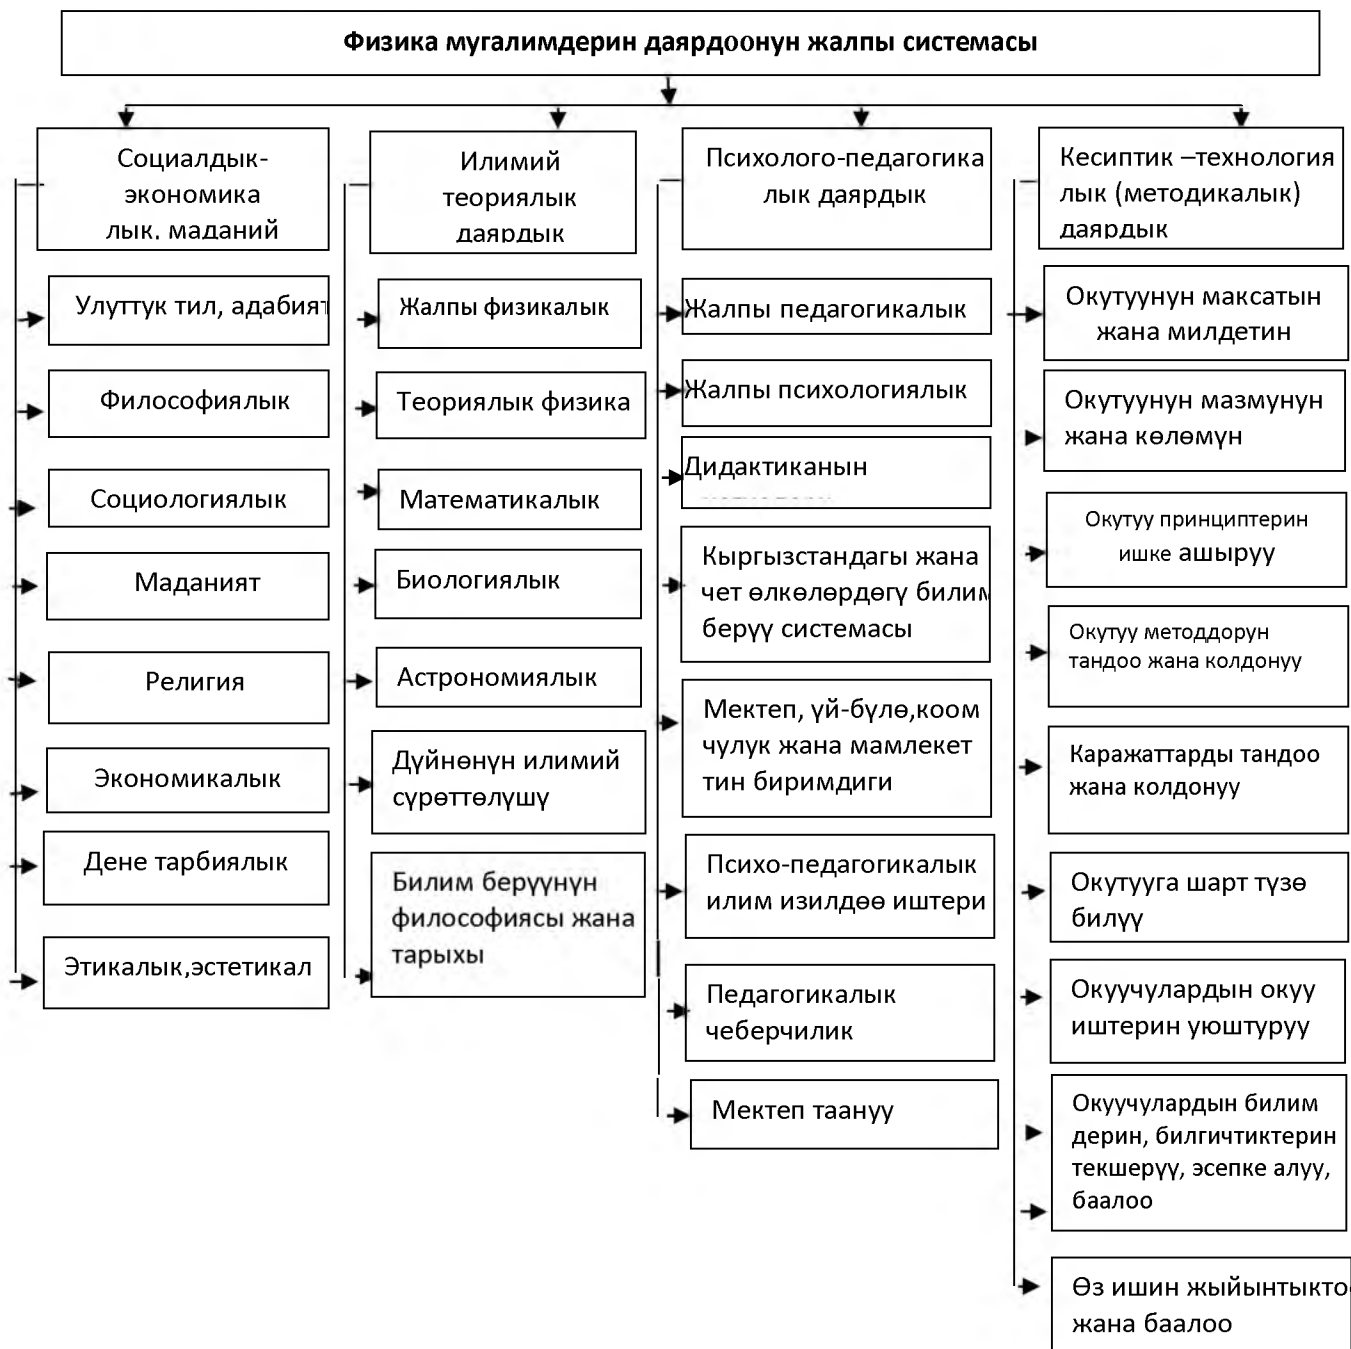 Физика мугалимдерин даярдоонун жалпы системасы
Социалдык-
экономика
лык, маданий
Улуттук тил, адабият
Философиялык
Социологиялык
Маданият
Религия
Экономикалык
Дене тарбиялык
Этикалык,эстетикал
Илимий
теориялык
даярдык
Жалпы физикалык
Теориялык физика
Математикалык
Биологиялык
Астрономиялык
Дүйнөнүн илимий
сүрөттөлүшү
Билим берүүнүн
философиясы жана
тарыхы
Психолого-педагогика
лык даярдык
Жалпы педагогикалык
Жалпы психологиялык
Дидактиканын
Кыргызстандагы жана
чет өлкөлөрдөгү билим
берүү системасы
Мектеп, үй-бүлө,коом
чулук жана мамлекет
тин биримдиги
Психо-педагогикалык
илим изилдөө иштери
Педагогикалык
чеберчилик
Мектеп таануу
Кесиптик –технология
лык (методикалык)
даярдык
Окутуунун максатын
жана милдетин
Окутуунун мазмунун
жана көлөмүн
Окутуу принциптерин
ишке ашыруу
Окутуу методдорун
тандоо жана колдонуу
Каражаттарды тандоо
жана колдонуу
Окутууга шарт түзө
билүү
Окуучулардын окуу
иштерин уюштуруу
Окуучулардын билим
дерин, билгичтиктерин
текшерүү, эсепке алуу,
баалоо
Өз ишин жыйынтыкто
жана баалоо